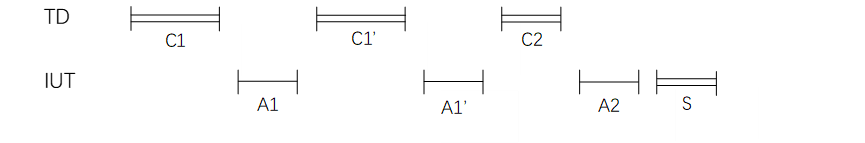 TD
C1 C1’ C2
IUT
A1 A1’ A2 S